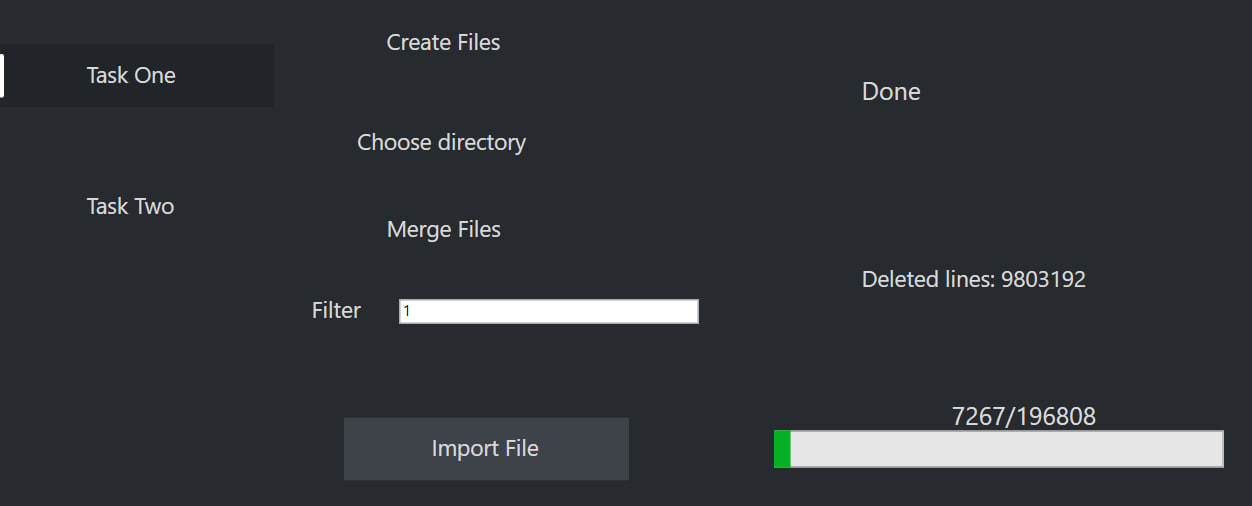 Task One
Task Two
Create Files
Choose directory
Merge Files
Filter 1
Import File
Done
Deleted lines: 9803192
7267/196808